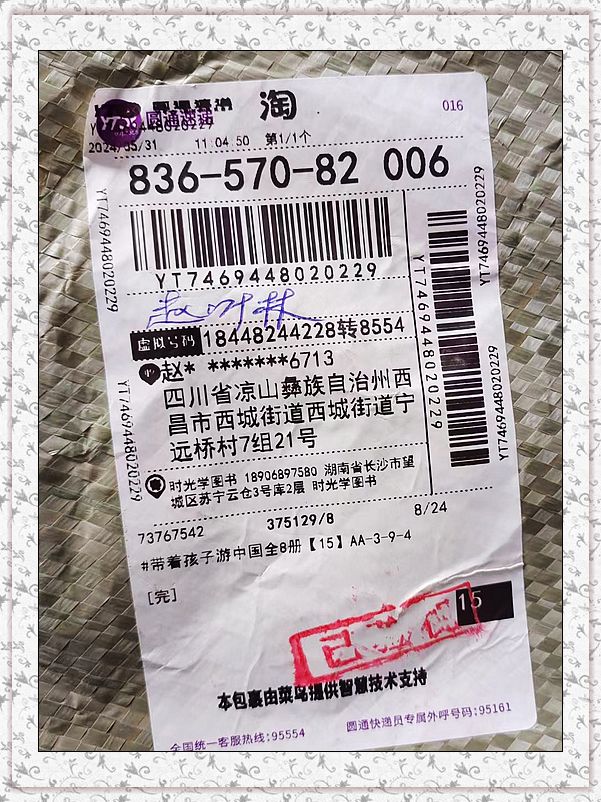 圆通速递
淘
016
11 04 50 第1/1个
836-570-82 006
YT7469448020229
YT7469448020229
YT7469448020229
YT7469448020229
YT7469448020229
YT7469448020229
虚拟号码 18448244228转8554
赵* *******6713
四川省凉山彝族自治州西
昌市西城街道西城街道宁
远桥村7组21号
时光学图书 18906897580 湖南省长沙市望
城区苏宁云仓3号库2层 时光学图书
73767542 375129/8 8/24
#带着孩子游中国全8册【15】AA-3-9-4
[完]
15
本包裹由菜鸟提供智慧技术支持
全国统一客服热线:95554 圆通快递员专属外呼号码:95161